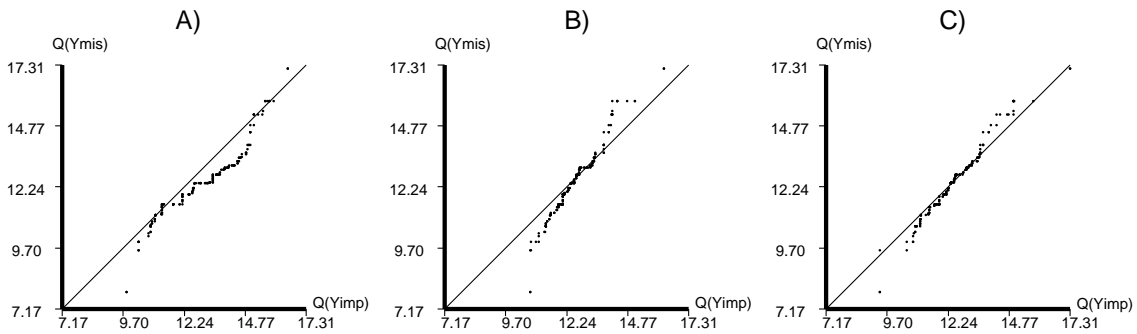 A) B) C)
Q(Ymis) Q(Ymis) Q(Ymis)
17.31 17.31 17.31
14.77 14.77 14.77
12.24 12.24 12.24
9.70 9.70 9.70
7.17 7.17 7.17
Q(Yimp) Q(Yimp) Q(Yimp)
7.17 9.70 12.24 14.77 17.31 7.17 9.70 12.24 14.77 17.31 7.17 9.70 12.24 14.77 17.31